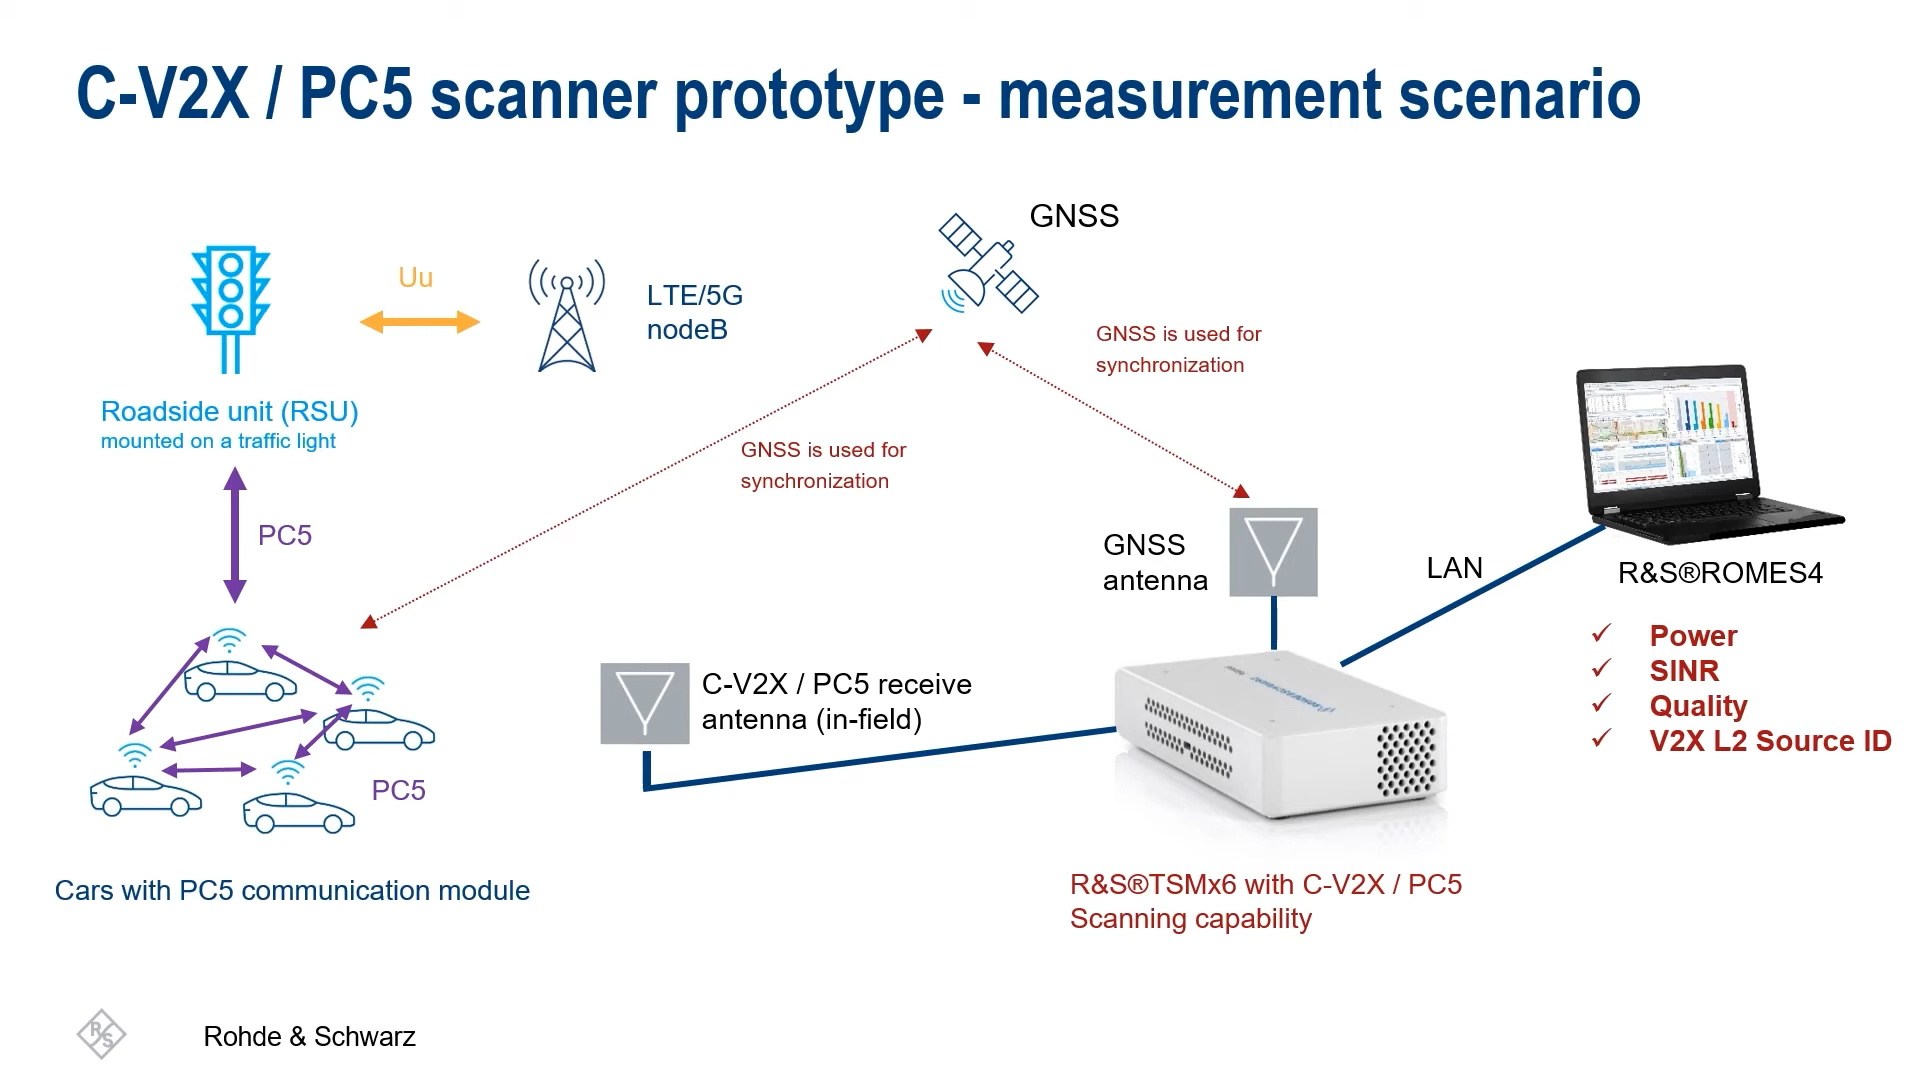 C-V2X / PC5 scanner prototype - measurement scenario
GNSS
Uu
LTE/5G
nodeB
GNSS is used for
synchronization
Roadside unit (RSU)
mounted on a traffic light
GNSS is used for
synchronization
PC5
GNSS
antenna
LAN
R&S®ROMES4
✓ Power
✓ SINR
✓ Quality
✓ V2X L2 Source ID
C-V2X / PC5 receive
antenna (in-field)
PC5
Cars with PC5 communication module
R&S®TSMx6 with C-V2X / PC5
Scanning capability
R&S
Rohde & Schwarz